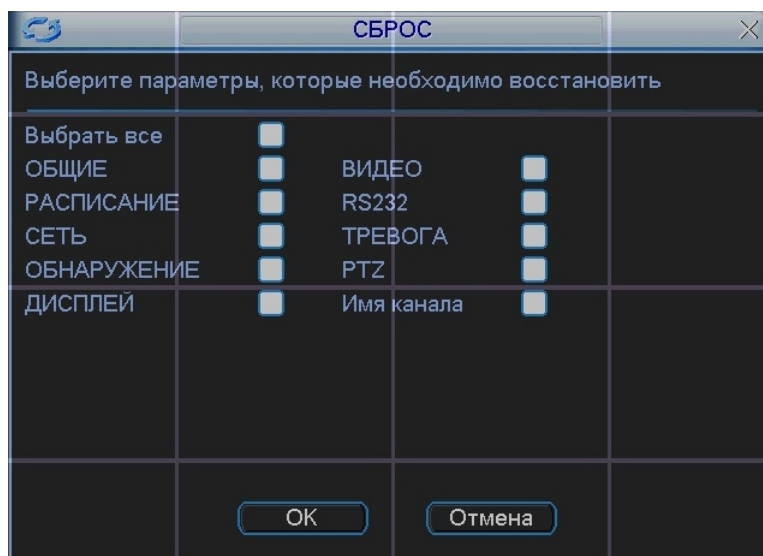 СБРОС
Выберите параметры, которые необходимо восстановить
Выбрать все
ОБЩИЕ ВИДЕО
РАСПИСАНИЕ RS232
СЕТЬ ТРЕВОГА
ОБНАРУЖЕНИЕ PTZ
ДИСПЛЕЙ Имя канала
OK Отмена